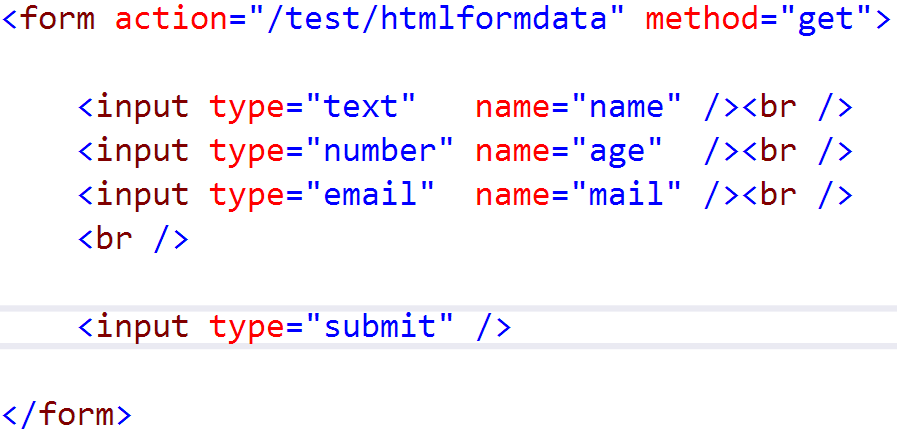 <form action="/test/htmlformdata" method="get">
<input type="text"   name="name" /><br />
<input type="number" name="age"  /><br />
<input type="email"  name="mail" /><br />
<br />
<input type="submit" />
</form>